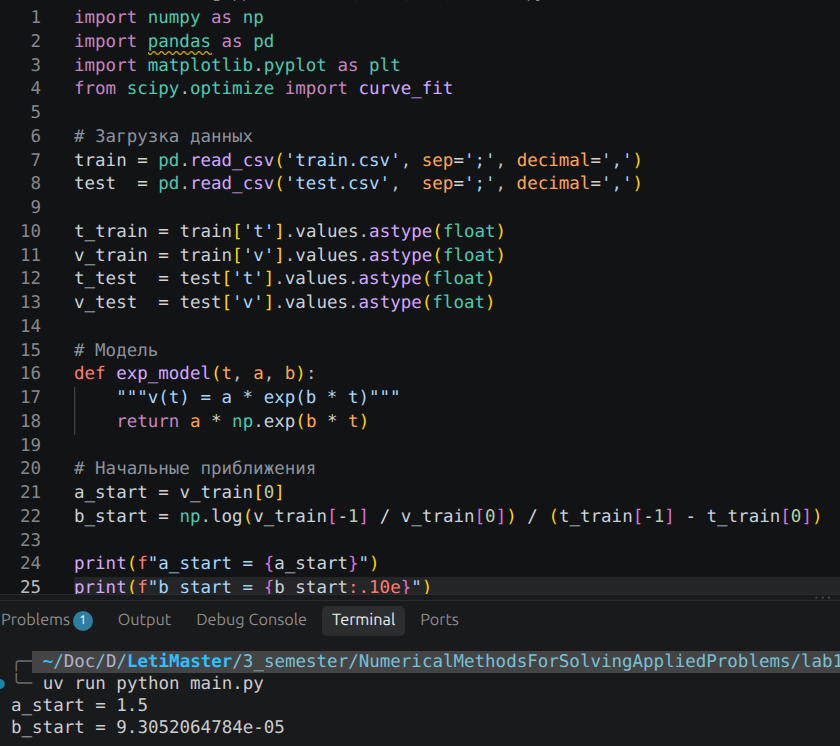 1 import numpy as np
2 import pandas as pd
3 import matplotlib.pyplot as plt
4 from scipy.optimize import curve_fit
5
6 # Загрузка данных
7 train = pd.read_csv('train.csv', sep=';', decimal=',')
8 test  = pd.read_csv('test.csv',  sep=';', decimal=',')
9
10 t_train = train['t'].values.astype(float)
11 v_train = train['v'].values.astype(float)
12 t_test  = test['t'].values.astype(float)
13 v_test  = test['v'].values.astype(float)
14
15 # Модель
16 def exp_model(t, a, b):
17     """v(t) = a * exp(b * t)"""
18     return a * np.exp(b * t)
19
20 # Начальные приближения
21 a_start = v_train[0]
22 b_start = np.log(v_train[-1] / v_train[0]) / (t_train[-1] - t_train[0])
23
24 print(f"a_start = {a_start}")
25 print(f"b_start = {b_start:.10e}")
Problems 1 Output Debug Console Terminal Ports
~/Doc/D/LetiMaster/3_semester/NumericalMethodsForSolvingAppliedProblems/lab1
uv run python main.py
a_start = 1.5
b_start = 9.3052064784e-05